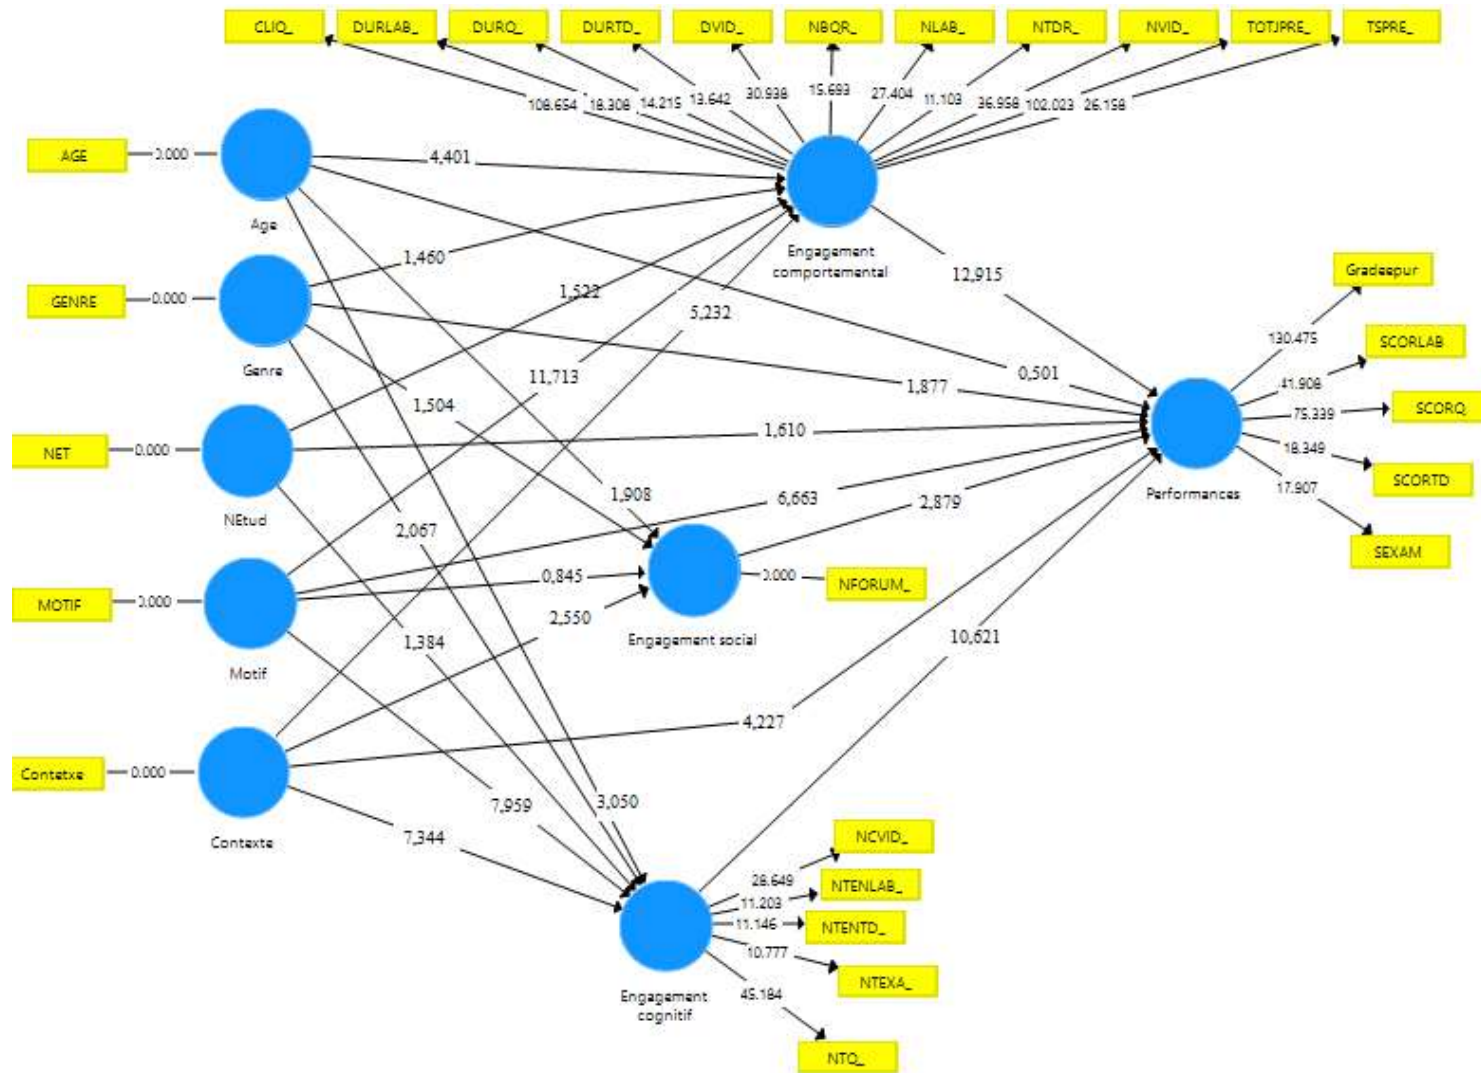 CLIQ_
DURLAB_
DURQ_
DURTD_
DVID_
NBQR_
NLAB_
NTDR_
NVID_
TOTJPRE_
TSPRE_
108.654
18.308
14.215
13.642
30.938
15.693
27.404
11.103
36.958
102.023
26.158
AGE
0.000
Age
4,401
Engagement
comportemental
GENRE
0.000
Genre
1,460
1,522
5,232
12,915
Gradeepur
130.475
SCORLAB
41.908
SCORQ
75.339
SCORTD
18.349
SEXAM
17.907
Performances
11,713
0,501
1,877
1,504
1,610
NET
0.000
NEtud
1,908
6,663
2,879
2,067
MOTIF
0.000
Motif
0,845
0.000
NFORUM_
Engagement social
2,550
1,384
10,621
4,227
Contetxe
0.000
Contexte
7,959
3,050
7,344
NCVID_
28.649
NTENLAB_
11.203
NTENTD_
11.146
NTEXA_
10.777
NTQ_
45.184
Engagement
cognitif